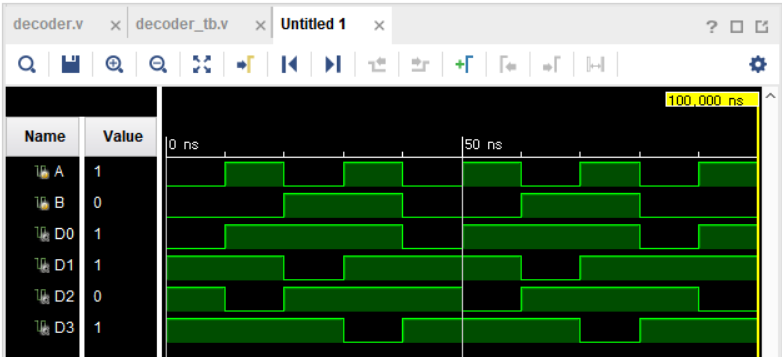 decoder.v × decoder_tb.v × Untitled 1 × ?
100,000 ns
Name Value 0 ns 50 ns
A 1
B 0
D0 1
D1 1
D2 0
D3 1